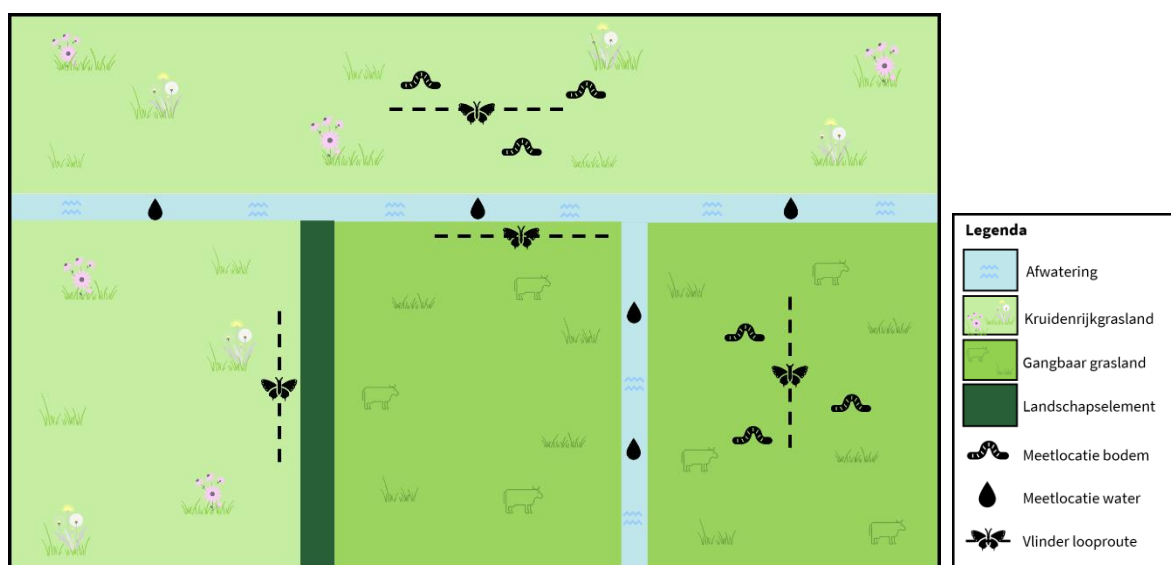 Legenda
Afwatering
Kruidenrijkgrasland
Gangbaar grasland
Landschapselement
Meetlocatie bodem
Meetlocatie water
Vlinder looproute